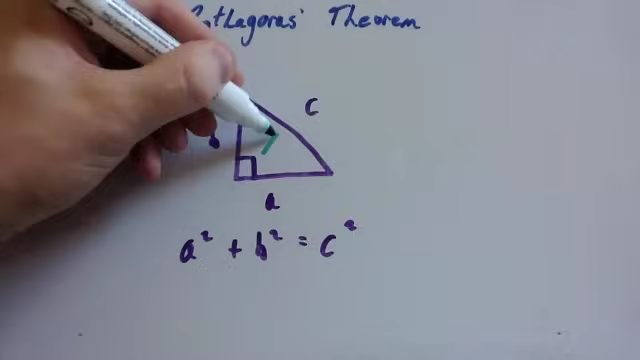 Theorem
c
b
a
a² + b² = c²